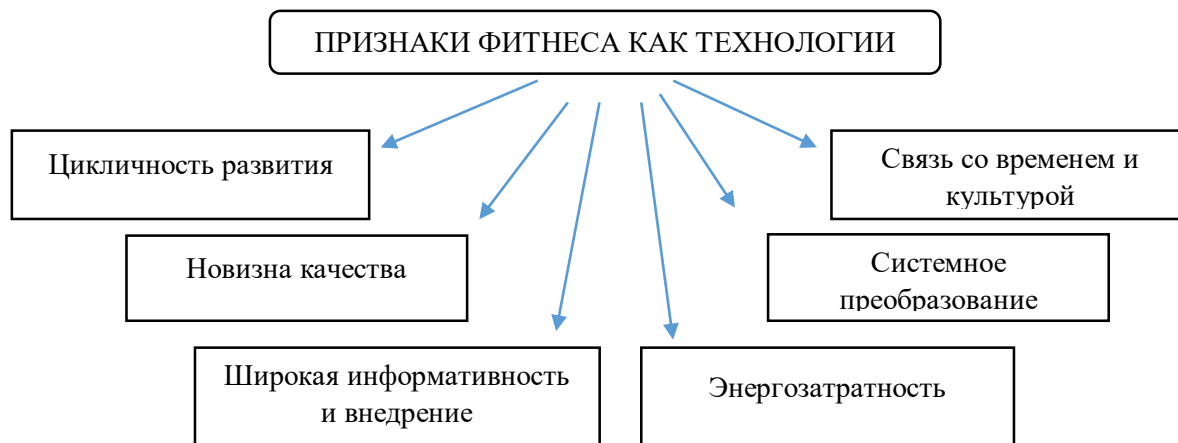 ПРИЗНАКИ ФИТНЕСА КАК ТЕХНОЛОГИИ
Цикличность развития
Связь со временем и
культурой
Новизна качества
Системное
преобразование
Широкая информативность
и внедрение
Энергозатратность